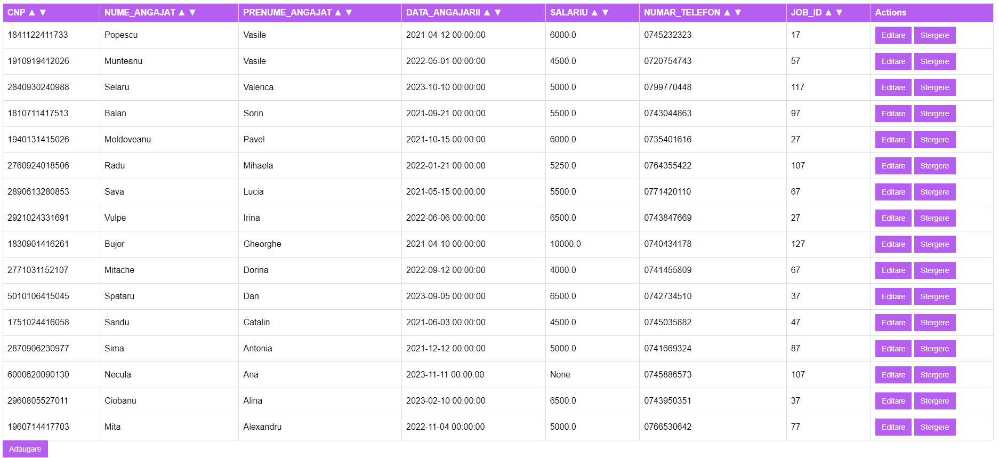 CNP ▲ ▼ NUME_ANGAJAT ▲ ▼ PRENUME_ANGAJAT ▲ ▼ DATA_ANGAJARII ▲ ▼ SALARIU ▲ ▼ NUMAR_TELEFON ▲ ▼ JOB_ID ▲ ▼ Actions
1841122411733 Popescu Vasile 2021-04-12 00:00:00 6000.0 0745232323 17 Editare Stergere
1910919412026 Munteanu Vasile 2022-05-01 00:00:00 4500.0 0720754743 57 Editare Stergere
2840930240988 Selaru Valerica 2023-10-10 00:00:00 5000.0 0799770448 117 Editare Stergere
1810711417513 Balan Sorin 2021-09-21 00:00:00 5500.0 0743044863 97 Editare Stergere
1940131415026 Moldoveanu Pavel 2021-10-15 00:00:00 6000.0 0735401616 27 Editare Stergere
2760924018506 Radu Mihaela 2022-01-21 00:00:00 5250.0 0764355422 107 Editare Stergere
2890613280853 Sava Lucia 2021-05-15 00:00:00 5500.0 0771420110 67 Editare Stergere
2921024331691 Vulpe Irina 2022-06-06 00:00:00 6500.0 0743847669 27 Editare Stergere
1830901416261 Bujor Gheorghe 2021-04-10 00:00:00 10000.0 0740434178 127 Editare Stergere
2771031152107 Mitache Dorina 2022-09-12 00:00:00 4000.0 0741455809 67 Editare Stergere
5010106415045 Spataru Dan 2023-09-05 00:00:00 6500.0 0742734510 37 Editare Stergere
1751024416058 Sandu Catalin 2021-06-03 00:00:00 4500.0 0745035882 47 Editare Stergere
2870906230977 Sima Antonia 2021-12-12 00:00:00 5000.0 0741669324 87 Editare Stergere
6000620090130 Necula Ana 2023-11-11 00:00:00 None 0745886573 107 Editare Stergere
2960805527011 Ciobanu Alina 2023-02-10 00:00:00 6500.0 0743950351 37 Editare Stergere
1960714417703 Mita Alexandru 2022-11-04 00:00:00 5000.0 0766530642 77 Editare Stergere
Adaugare